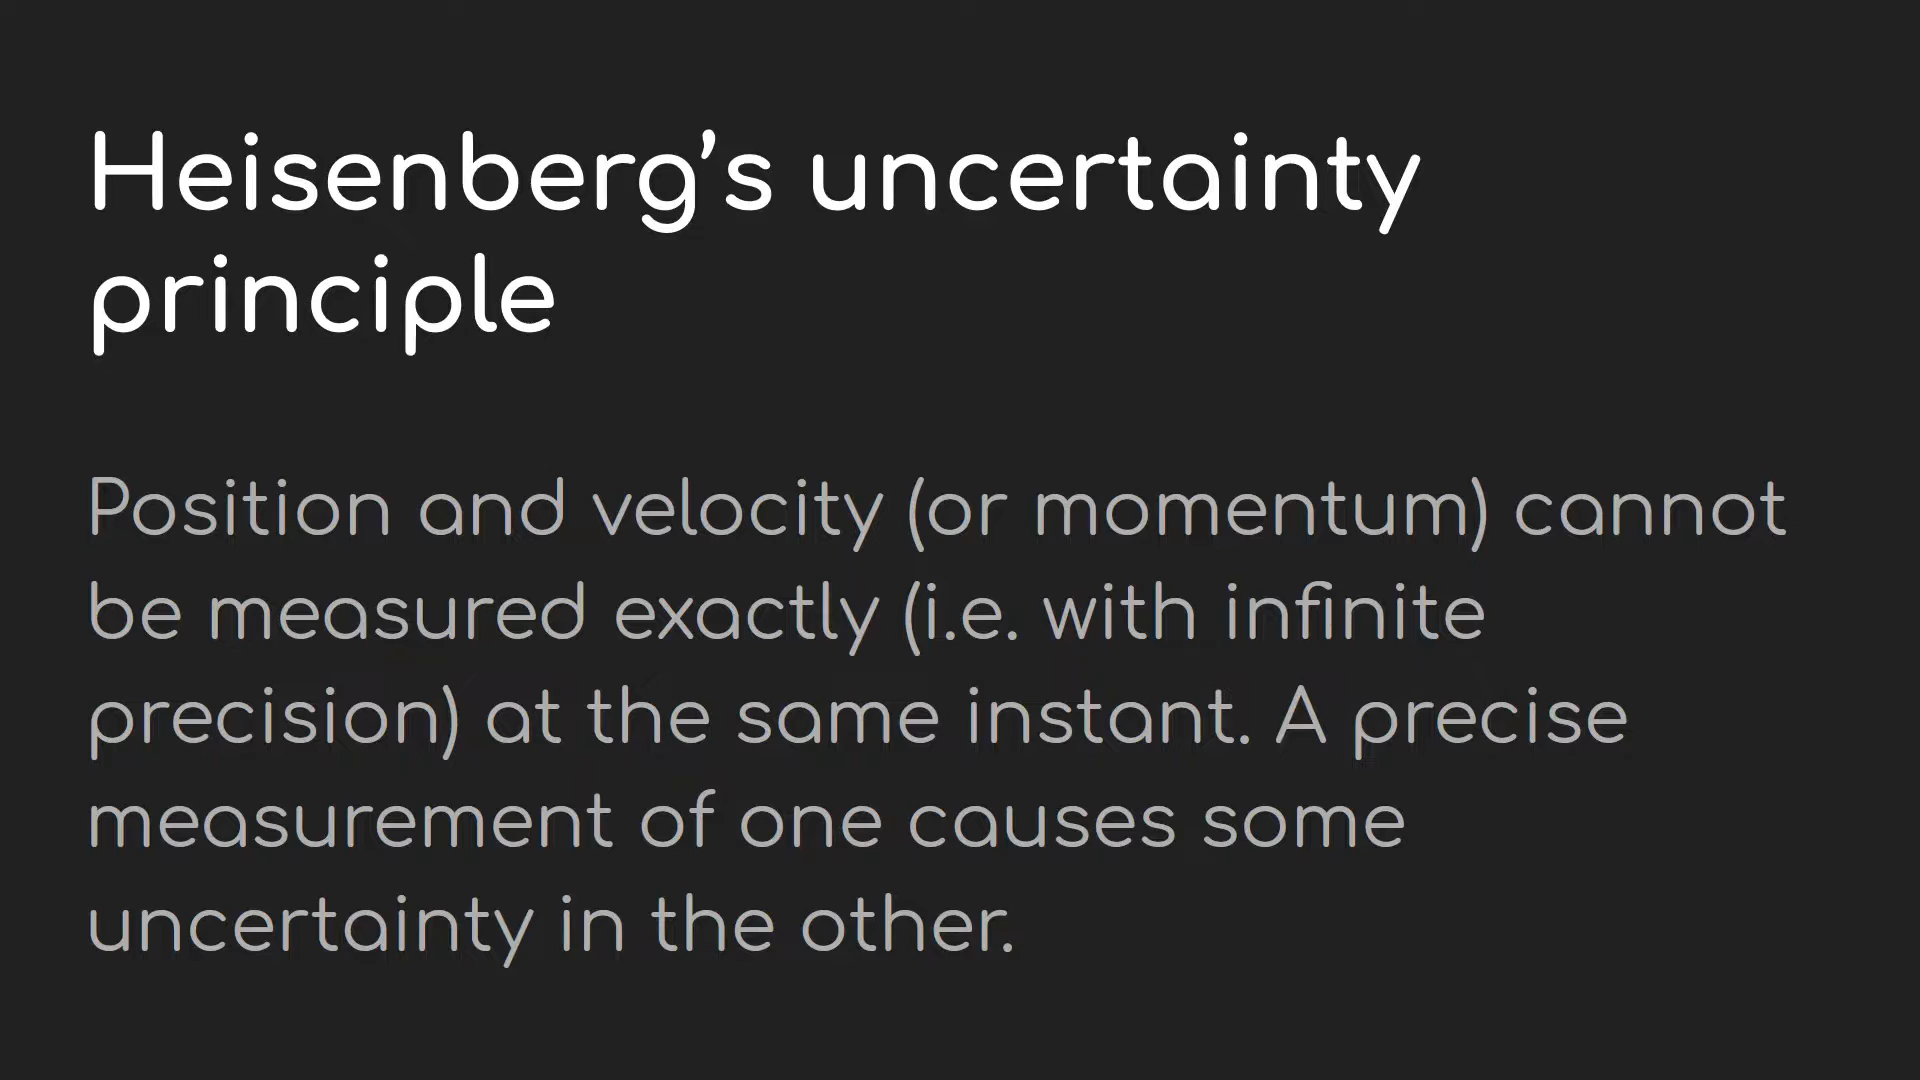 Heisenberg’s uncertainty
principle
Position and velocity (or momentum) cannot
be measured exactly (i.e. with infinite
precision) at the same instant. A precise
measurement of one causes some
uncertainty in the other.